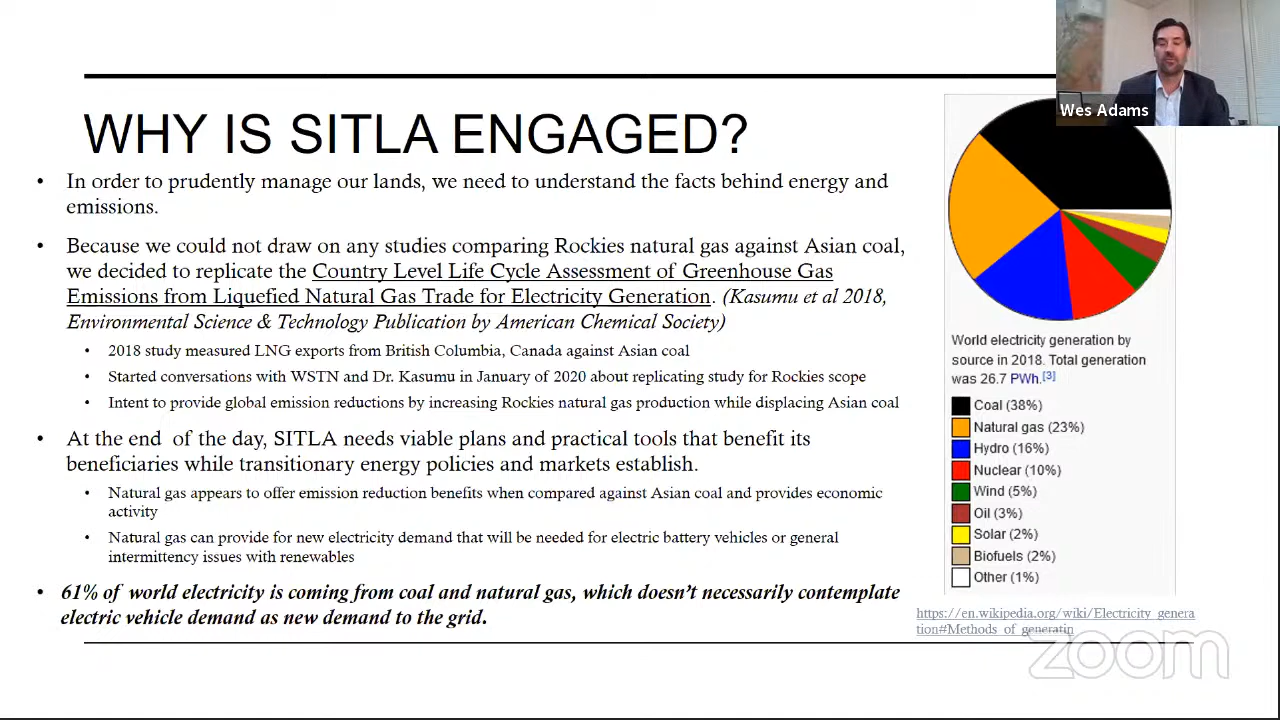 WHY IS SITLA ENGAGED?
• In order to prudently manage our lands, we need to understand the facts behind energy and
emissions.
• Because we could not draw on any studies comparing Rockies natural gas against Asian coal,
we decided to replicate the Country Level Life Cycle Assessment of Greenhouse Gas
Emissions from Liquefied Natural Gas Trade for Electricity Generation. (Kasumu et al 2018,
Environmental Science & Technology Publication by American Chemical Society)
• 2018 study measured LNG exports from British Columbia, Canada against Asian coal
• Started conversations with WSTN and Dr. Kasumu in January of 2020 about replicating study for Rockies scope
• Intent to provide global emission reductions by increasing Rockies natural gas production while displacing Asian coal
• At the end of the day, SITLA needs viable plans and practical tools that benefit its
beneficiaries while transitionary energy policies and markets establish.
• Natural gas appears to offer emission reduction benefits when compared against Asian coal and provides economic
activity
• Natural gas can provide for new electricity demand that will be needed for electric battery vehicles or general
intermittency issues with renewables
• 61% of world electricity is coming from coal and natural gas, which doesn't necessarily contemplate
electric vehicle demand as new demand to the grid.
Wes Adams
World electricity generation by
source in 2018. Total generation
was 26.7 PWh.[3]
Coal (38%)
Natural gas (23%)
Hydro (16%)
Nuclear (10%)
Wind (5%)
Oil (3%)
Solar (2%)
Biofuels (2%)
Other (1%)
https://en.wikipedia.org/wiki/Electricity_genera
tion#Methods_of_generatin
zoom